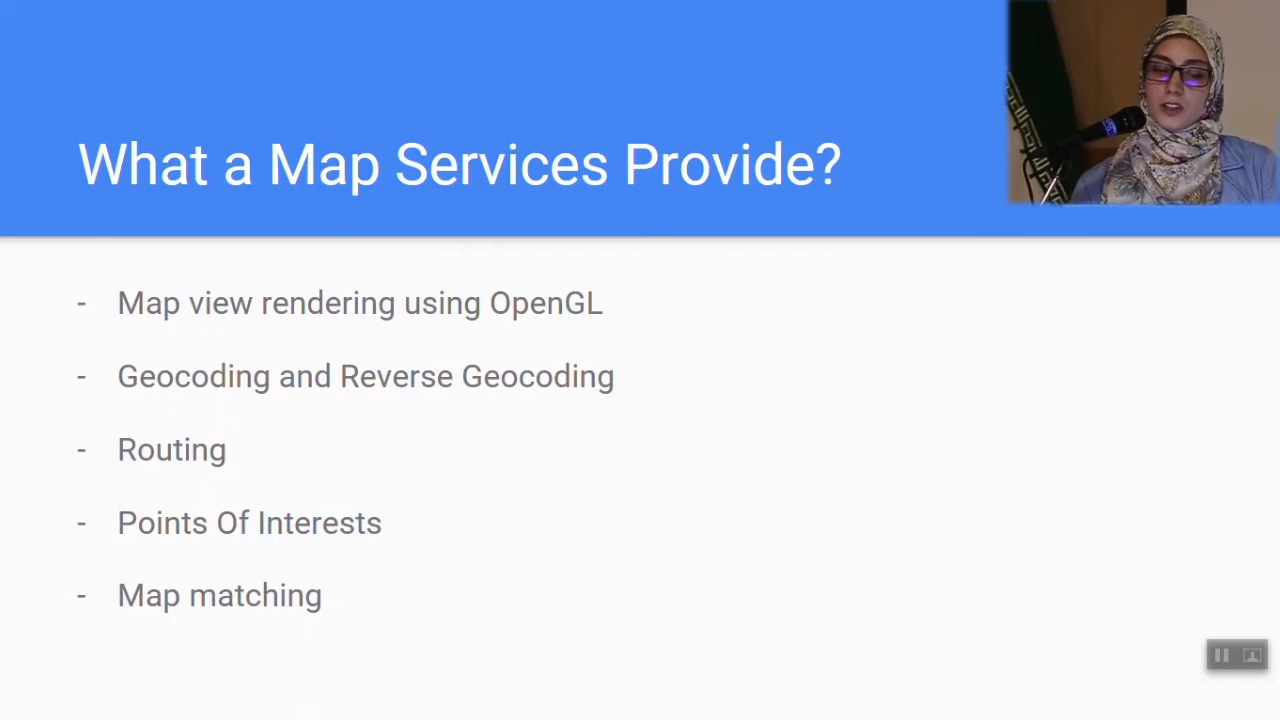 What a Map Services Provide?
- Map view rendering using OpenGL
- Geocoding and Reverse Geocoding
- Routing
- Points Of Interests
- Map matching